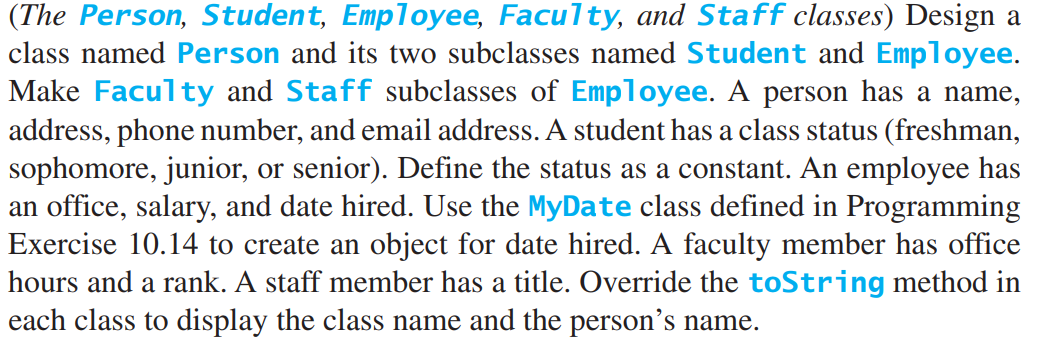 (The Person, Student, Employee, Faculty, and Staff classes) Design a
class named Person and its two subclasses named Student and Employee.
Make Faculty and Staff subclasses of Employee. A person has a name,
address, phone number, and email address. A student has a class status (freshman,
sophomore, junior, or senior). Define the status as a constant. An employee has
an office, salary, and date hired. Use the MyDate class defined in Programming
Exercise 10.14 to create an object for date hired. A faculty member has office
hours and a rank. A staff member has a title. Override the toString method in
each class to display the class name and the person’s name.